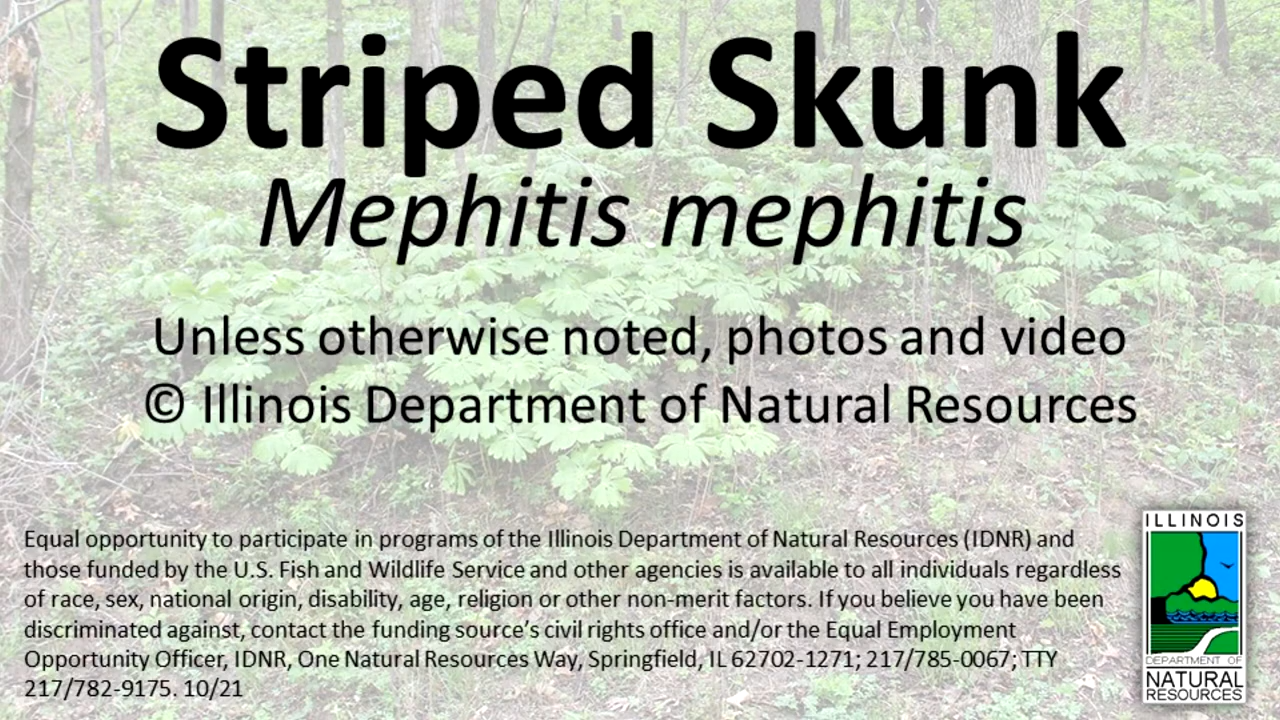 Striped Skunk
Mephitis mephitis
Unless otherwise noted, photos and video
© Illinois Department of Natural Resources
Equal opportunity to participate in programs of the Illinois Department of Natural Resources (IDNR) and
those funded by the U.S. Fish and Wildlife Service and other agencies is available to all individuals regardless
of race, sex, national origin, disability, age, religion or other non-merit factors. If you believe you have been
discriminated against, contact the funding source's civil rights office and/or the Equal Employment
Opportunity Officer, IDNR, One Natural Resources Way, Springfield, IL 62702-1271; 217/785-0067; TTY
217/782-9175. 10/21
ILLINOIS
DEPARTMENT OF
NATURAL
RESOURCES